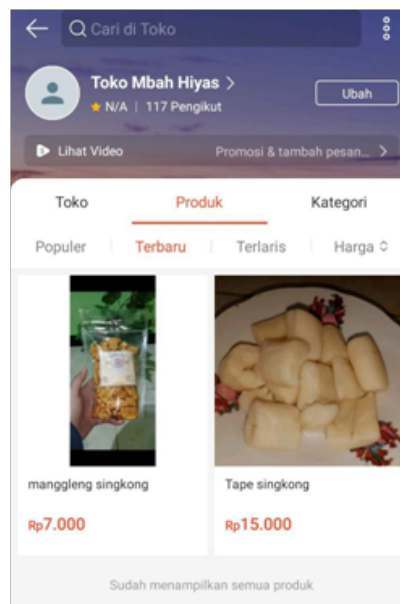 Cari di Toko
Toko Mbah Hiyas >
N/A | 117 Pengikut
Ubah
Lihat Video
Promosi & tambah pesan... >
Toko
Produk
Kategori
Populer
Terbaru
Terlaris
Harga
manggleng singkong
Tape singkong
Rp7.000
Rp15.000
Sudah menampilkan semua produk